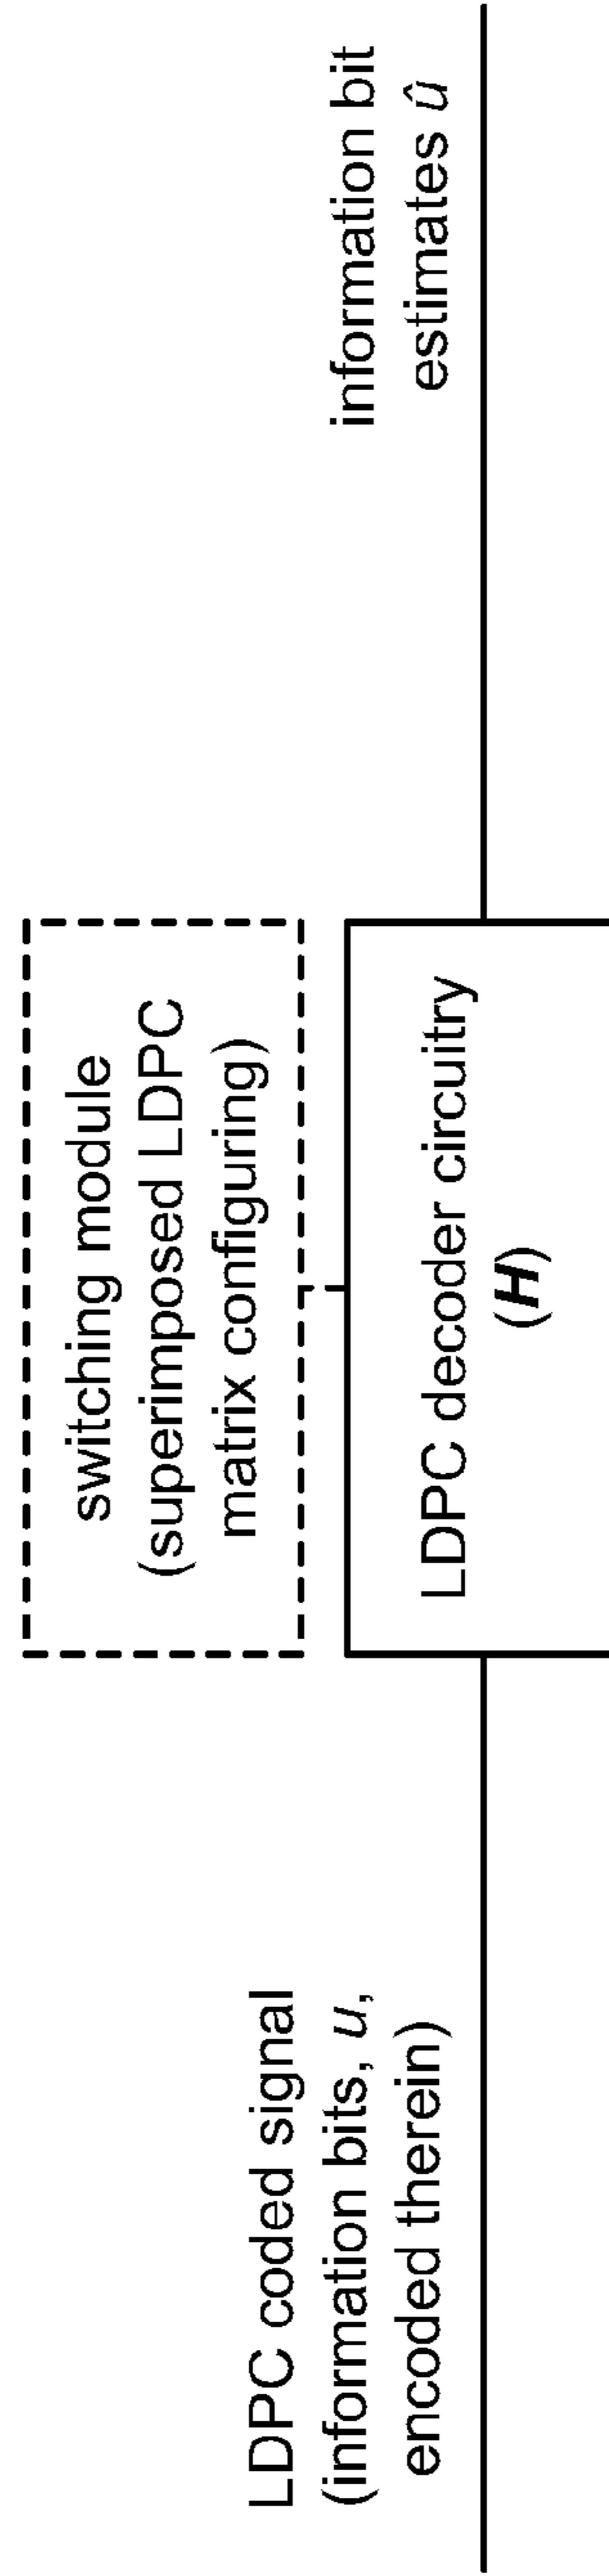 LDPC coded signal
(information bits, u,
encoded therein)
switching module
(superimposed LDPC
matrix configuring)
LDPC decoder circuitry
(H)
information bit
estimates û